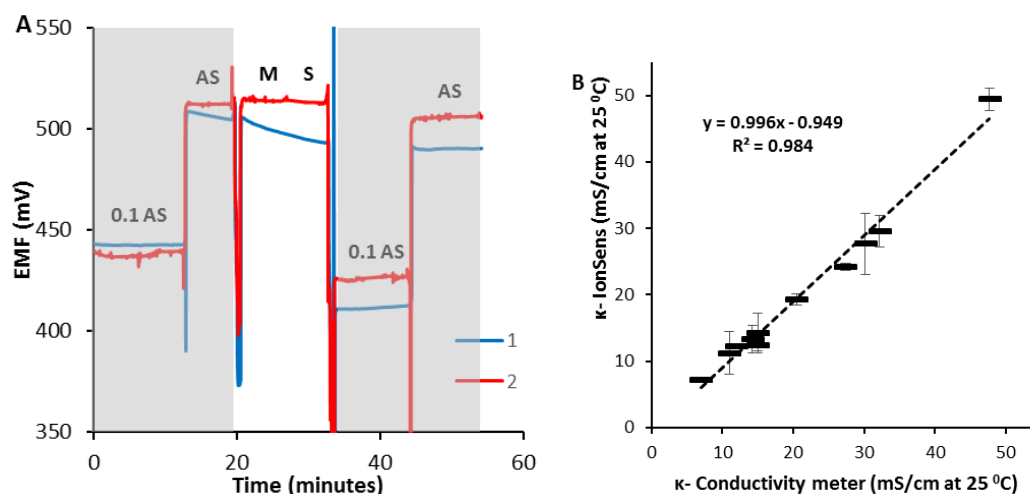 A
EMF (mV)
550
500
450
400
350
AS
M
S
AS
0.1 AS
0.1 AS
1
2
0
20
40
60
Time (minutes)
B
κ- IonSens (mS/cm at 25 ⁰C)
50
40
30
20
10
0
y = 0.996x - 0.949
R² = 0.984
0
10
20
30
40
50
κ- Conductivity meter (mS/cm at 25 ⁰C)